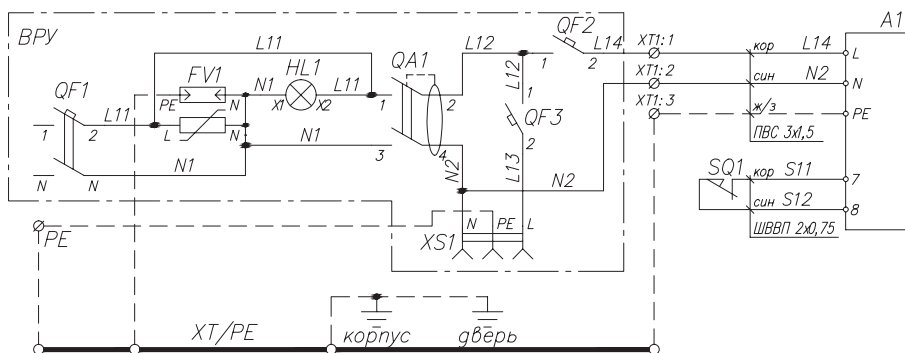 ВРУ
QF1
1
2
N
N
L11
L11
FV1
PE
N
L
N
N1
HL1
X1
X2
L11
N1
N1
QA1
1
2
3
4
L12
QF2
1
2
L14
L12
1
QF3
2
L13
N2
N2
XT1:1
XT1:2
XT1:3
кор
L14
син
N2
ж/з
ПВС 3х1,5
A1
L
N
PE
SQ1
кор
S11
7
син
S12
8
ШВВП 2х0,75
PE
XS1
N
PE
L
XT/PE
корпус
дверь